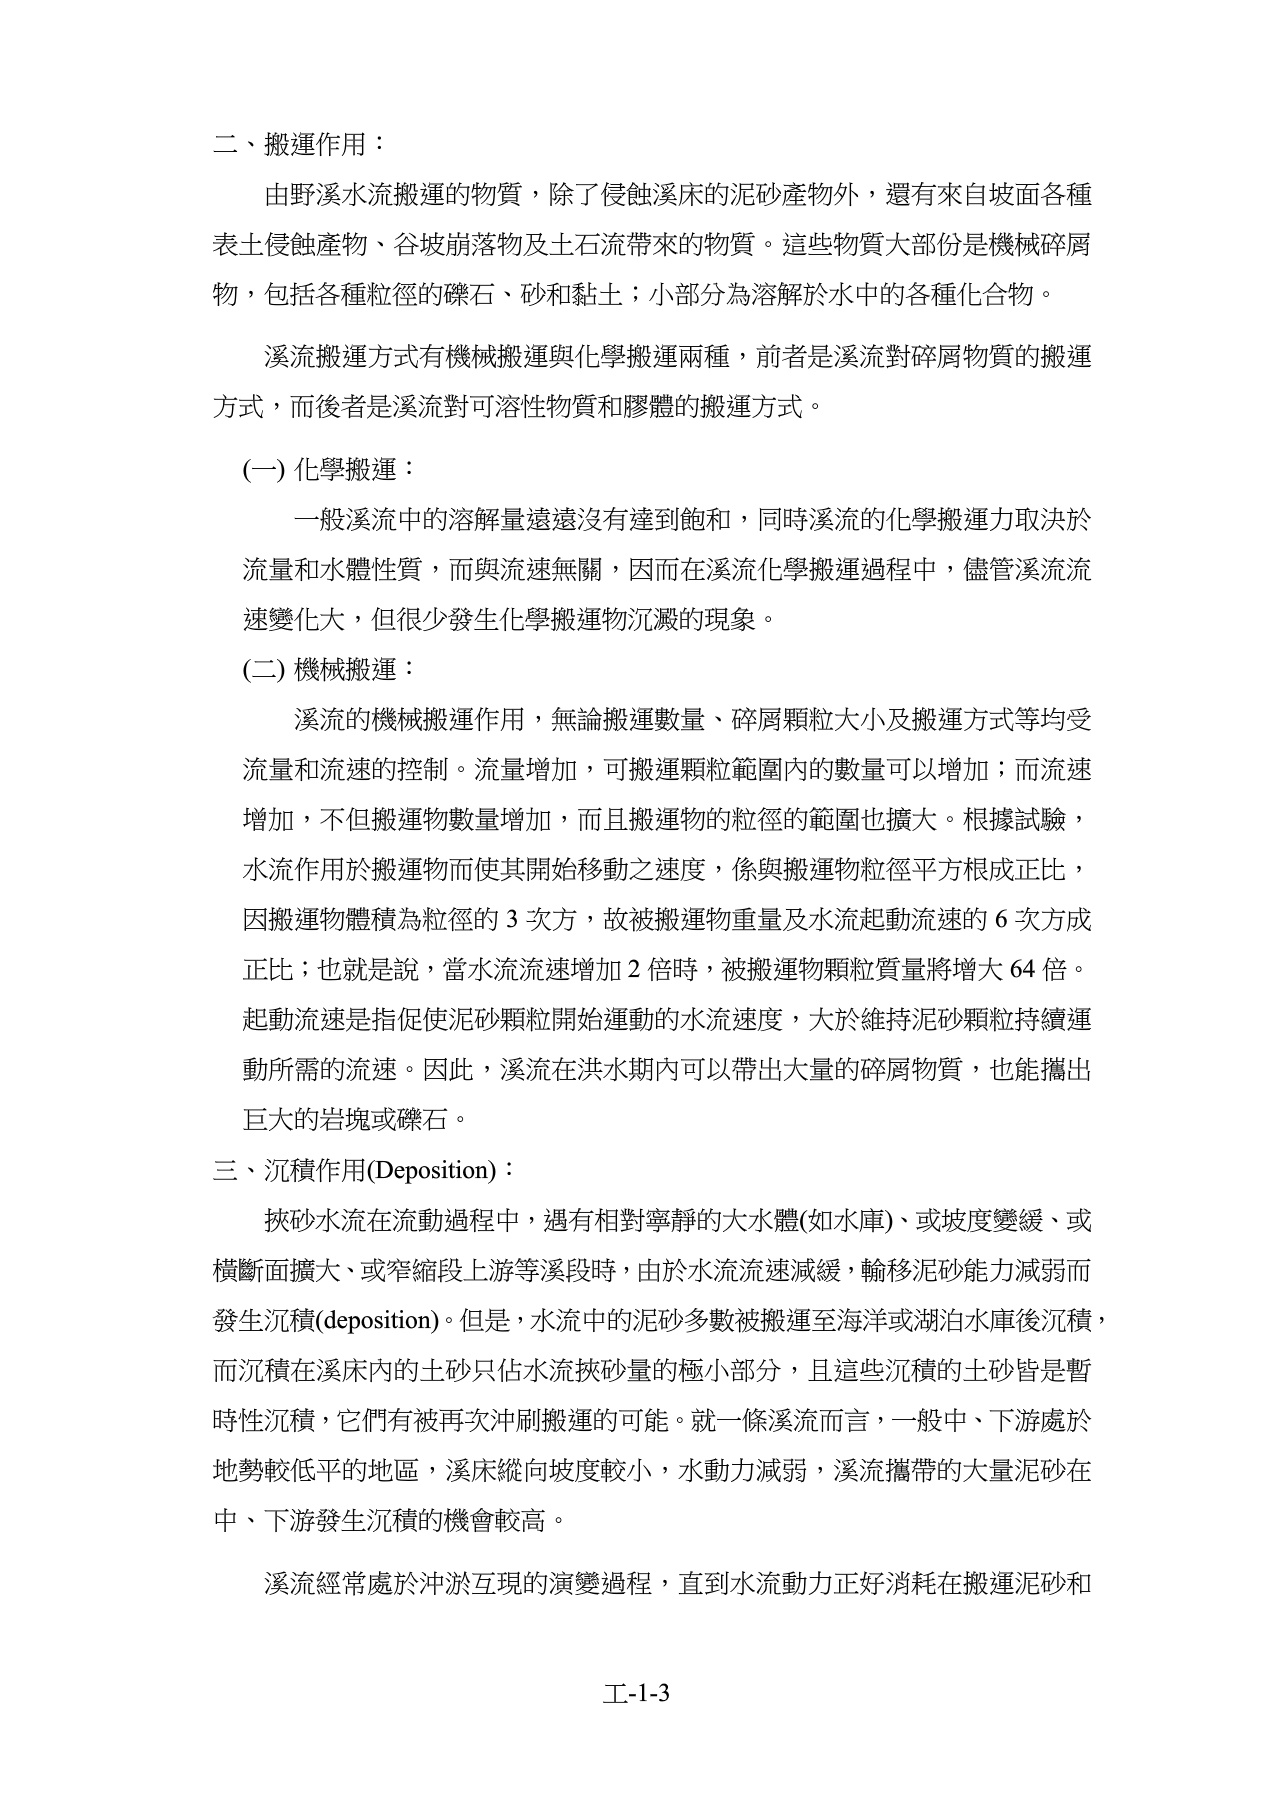 二、搬運作用：
由野溪水流搬運的物質，除了侵蝕溪床的泥砂產物外，還有來自坡面各種
表土侵蝕產物、谷坡崩落物及土石流帶來的物質。這些物質大部份是機械碎屑
物，包括各種粒徑的礫石、砂和黏土；小部分為溶解於水中的各種化合物。
溪流搬運方式有機械搬運與化學搬運兩種，前者是溪流對碎屑物質的搬運
方式，而後者是溪流對可溶性物質和膠體的搬運方式。
(一) 化學搬運：
一般溪流中的溶解量遠遠沒有達到飽和，同時溪流的化學搬運力取決於
流量和水體性質，而與流速無關，因而在溪流化學搬運過程中，儘管溪流流
速變化大，但很少發生化學搬運物沉澱的現象。
(二) 機械搬運：
溪流的機械搬運作用，無論搬運數量、碎屑顆粒大小及搬運方式等均受
流量和流速的控制。流量增加，可搬運顆粒範圍內的數量可以增加；而流速
增加，不但搬運物數量增加，而且搬運物的粒徑的範圍也擴大。根據試驗，
水流作用於搬運物而使其開始移動之速度，係與搬運物粒徑平方根成正比，
因搬運物體積為粒徑的 3 次方，故被搬運物重量及水流起動流速的 6 次方成
正比；也就是說，當水流流速增加 2 倍時，被搬運物顆粒質量將增大 64 倍。
起動流速是指促使泥砂顆粒開始運動的水流速度，大於維持泥砂顆粒持續運
動所需的流速。因此，溪流在洪水期內可以帶出大量的碎屑物質，也能攜出
巨大的岩塊或礫石。
三、沉積作用(Deposition)：
挾砂水流在流動過程中，遇有相對寧靜的大水體(如水庫)、或坡度變緩、或
橫斷面擴大、或窄縮段上游等溪段時，由於水流流速減緩，輸移泥砂能力減弱而
發生沉積(deposition)。但是，水流中的泥砂多數被搬運至海洋或湖泊水庫後沉積，
而沉積在溪床內的土砂只佔水流挾砂量的極小部分，且這些沉積的土砂皆是暫
時性沉積，它們有被再次沖刷搬運的可能。就一條溪流而言，一般中、下游處於
地勢較低平的地區，溪床縱向坡度較小，水動力減弱，溪流攜帶的大量泥砂在
中、下游發生沉積的機會較高。
溪流經常處於沖淤互現的演變過程，直到水流動力正好消耗在搬運泥砂和
工-1-3